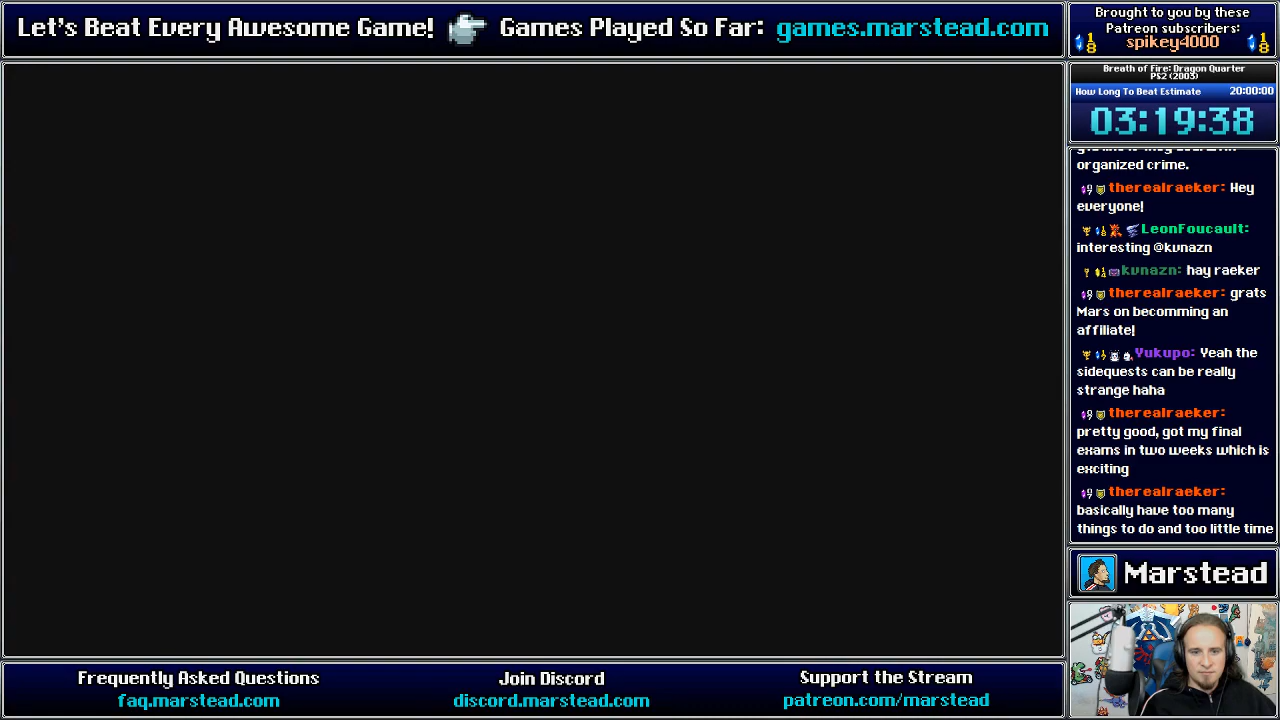 Let's Beat Every Awesome Game! Games Played So Far: games.marstead.com
Brought to you by these
Patreon subscribers:
spikey4000
Breath of Fire: Dragon Quarter
PS2 (2003)
How Long To Beat Estimate 20:00:00
03:19:38
organized crime.
therealraeker: Hey
everyone!
LeonFoucault:
interesting @kvnazn
kvnazn: hay raeker
therealraeker: grats
Mars on becomming an
affiliate!
Yukupo: Yeah the
sidequests can be really
strange haha
therealraeker:
pretty good, got my final
exams in two weeks which is
exciting
therealraeker:
basically have too many
things to do and too little time
Marstead
Frequently Asked Questions
faq.marstead.com
Join Discord
discord.marstead.com
Support the Stream
patreon.com/marstead